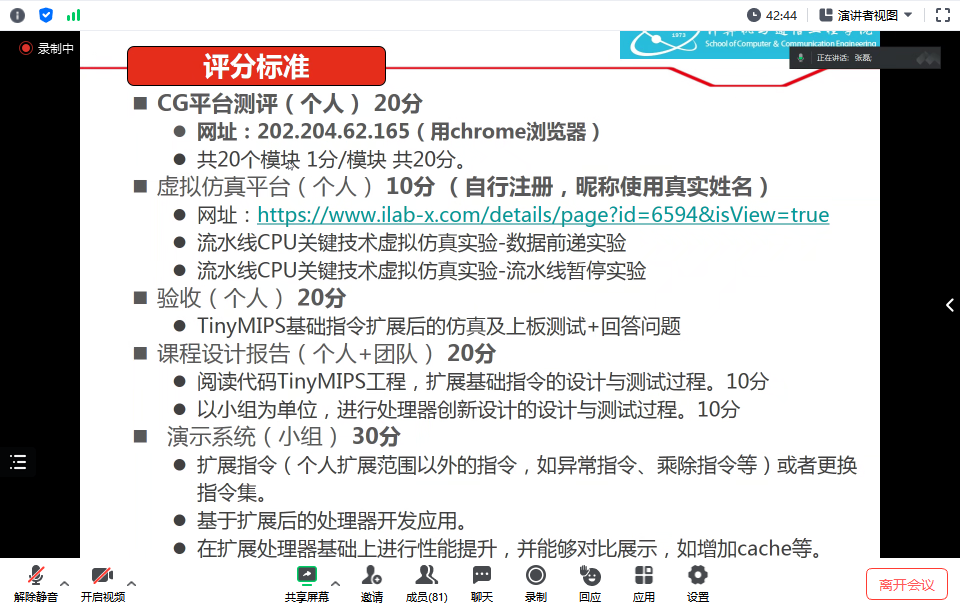 42:44 演讲者视图
录制中
1973
School of Computer & Communication Engineering
正在讲话: 张磊;
评分标准
CG平台测评（个人） 20分
网址：202.204.62.165（用chrome浏览器）
共20个模块 1分/模块 共20分。
虚拟仿真平台（个人） 10分 （自行注册，昵称使用真实姓名）
网址：https://www.ilab-x.com/details/page?id=6594&isView=true
流水线CPU关键技术虚拟仿真实验-数据前递实验
流水线CPU关键技术虚拟仿真实验-流水线暂停实验
验收（个人） 20分
TinyMIPS基础指令扩展后的仿真及上板测试+回答问题
课程设计报告（个人+团队） 20分
阅读代码TinyMIPS工程，扩展基础指令的设计与测试过程。10分
以小组为单位，进行处理器创新设计的设计与测试过程。10分
演示系统（小组） 30分
扩展指令（个人扩展范围以外的指令，如异常指令、乘除指令等）或者更换
指令集。
基于扩展后的处理器开发应用。
在扩展处理器基础上进行性能提升，并能够对比展示，如增加cache等。
解除静音 开启视频 共享屏幕 邀请 成员(81) 聊天 录制 回应 应用 设置 离开会议